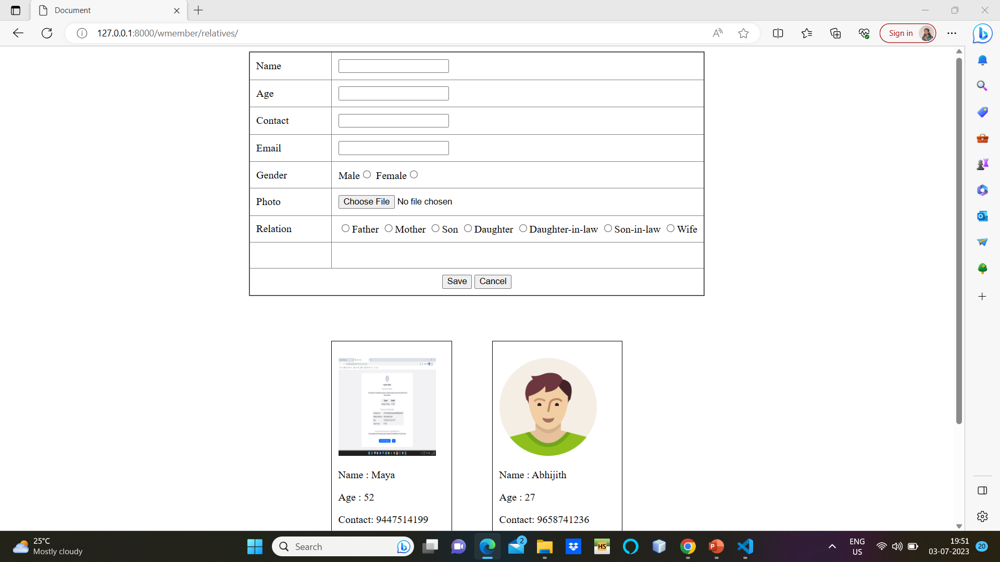 Document
127.0.0.1:8000/wmember/relatives/
Sign in
Name
Age
Contact
Email
Gender Male Female
Photo Choose File No file chosen
Relation Father Mother Son Daughter Daughter-in-law Son-in-law Wife
Save Cancel
Name : Maya
Age : 52
Contact: 9447514199
Name : Abhijith
Age : 27
Contact: 9658741236
25°C
Mostly cloudy
Search
2
HS
P
ENG
US
19:51
03-07-2023
20